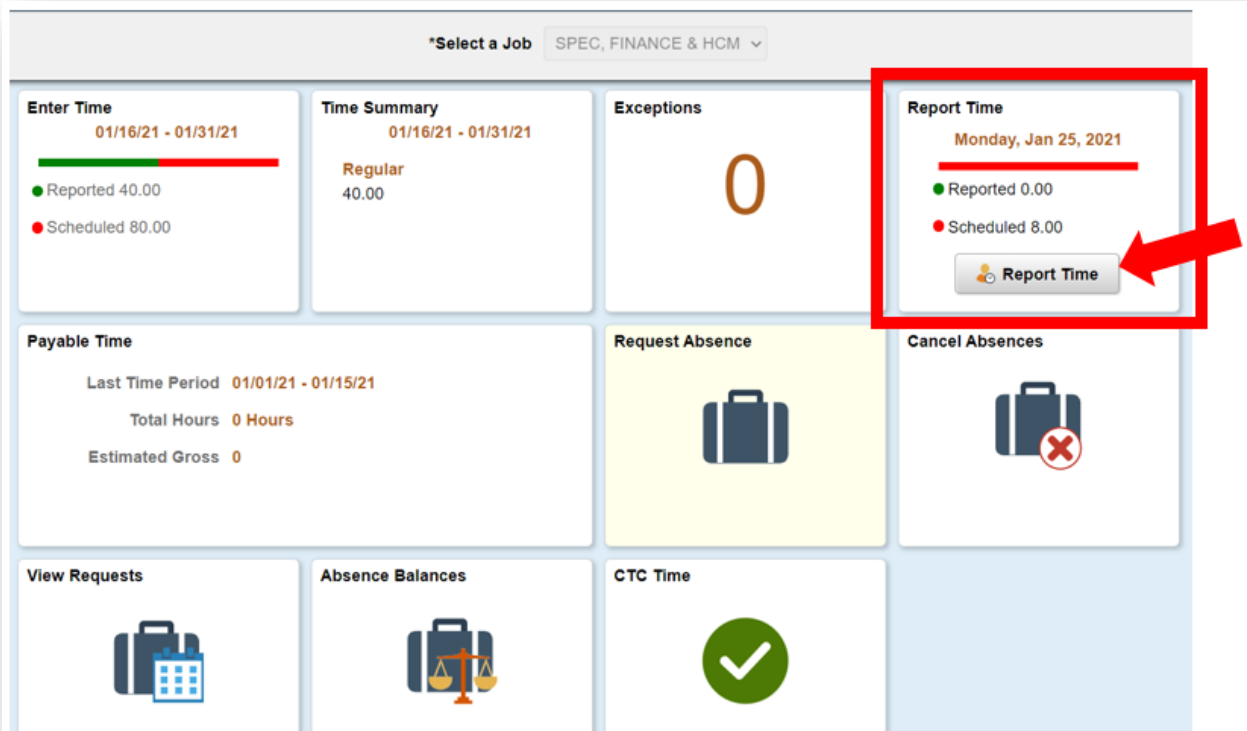 *Select a Job SPEC, FINANCE & HCM
Enter Time
01/16/21 - 01/31/21
Reported 40.00
Scheduled 80.00
Time Summary
01/16/21 - 01/31/21
Regular
40.00
Exceptions
0
Report Time
Monday, Jan 25, 2021
Reported 0.00
Scheduled 8.00
Report Time
Payable Time
Last Time Period 01/01/21 - 01/15/21
Total Hours 0 Hours
Estimated Gross 0
Request Absence
Cancel Absences
View Requests
Absence Balances
CTC Time